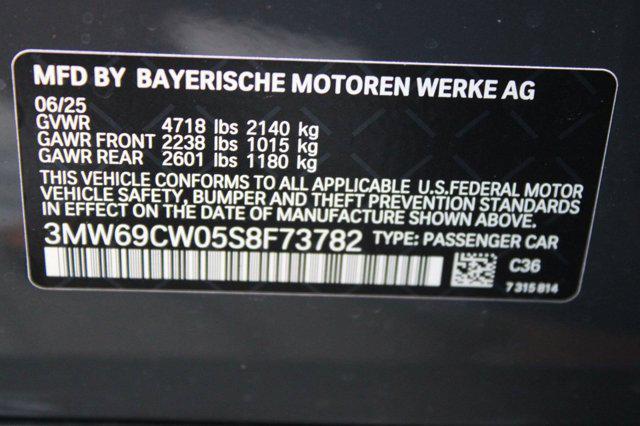 MFD BY BAYERISCHE MOTOREN WERKE AG
06/25
GVWR 4718 lbs 2140 kg
GAWR FRONT 2238 lbs 1015 kg
GAWR REAR 2601 lbs 1180 kg
THIS VEHICLE CONFORMS TO ALL APPLICABLE U.S.FEDERAL MOTOR
VEHICLE SAFETY, BUMPER AND THEFT PREVENTION STANDARDS
IN EFFECT ON THE DATE OF MANUFACTURE SHOWN ABOVE.
3MW69CW05S8F73782 TYPE: PASSENGER CAR
C36
7 315 814